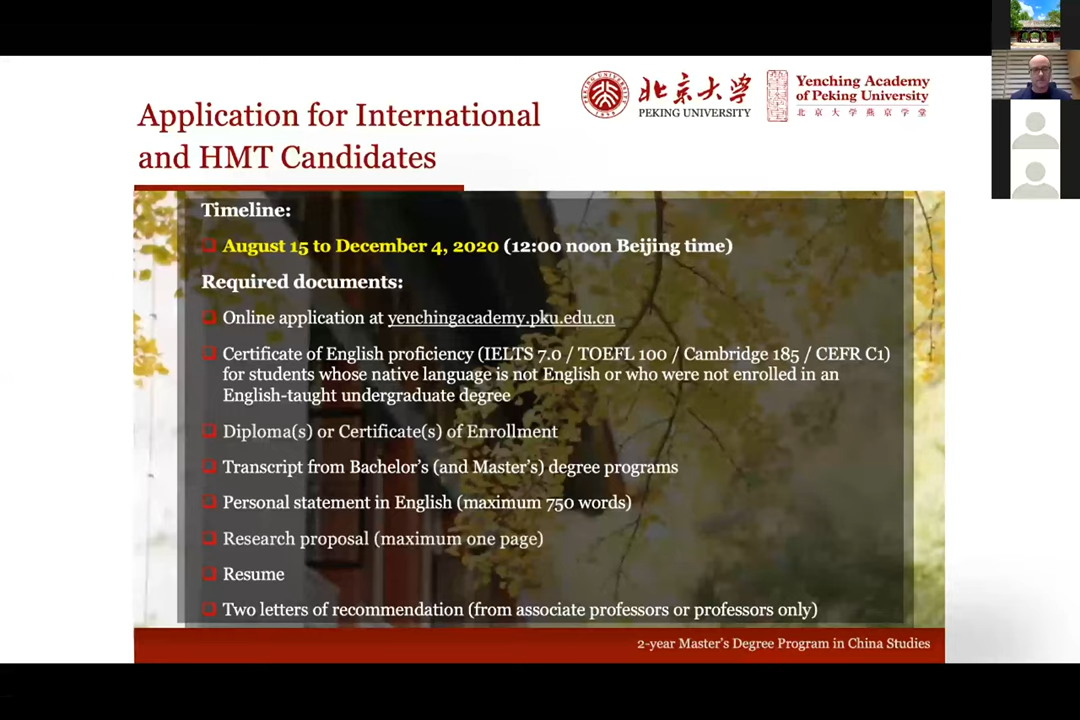 北京大学
PEKING UNIVERSITY
Yenching Academy
of Peking University
北京大学燕京学堂
Application for International
and HMT Candidates
Timeline:
August 15 to December 4, 2020 (12:00 noon Beijing time)
Required documents:
Online application at yenchingacademy.pku.edu.cn
Certificate of English proficiency (IELTS 7.0 / TOEFL 100 / Cambridge 185 / CEFR C1)
for students whose native language is not English or who were not enrolled in an
English-taught undergraduate degree
Diploma(s) or Certificate(s) of Enrollment
Transcript from Bachelor's (and Master's) degree programs
Personal statement in English (maximum 750 words)
Research proposal (maximum one page)
Resume
Two letters of recommendation (from associate professors or professors only)
2-year Master's Degree Program in China Studies